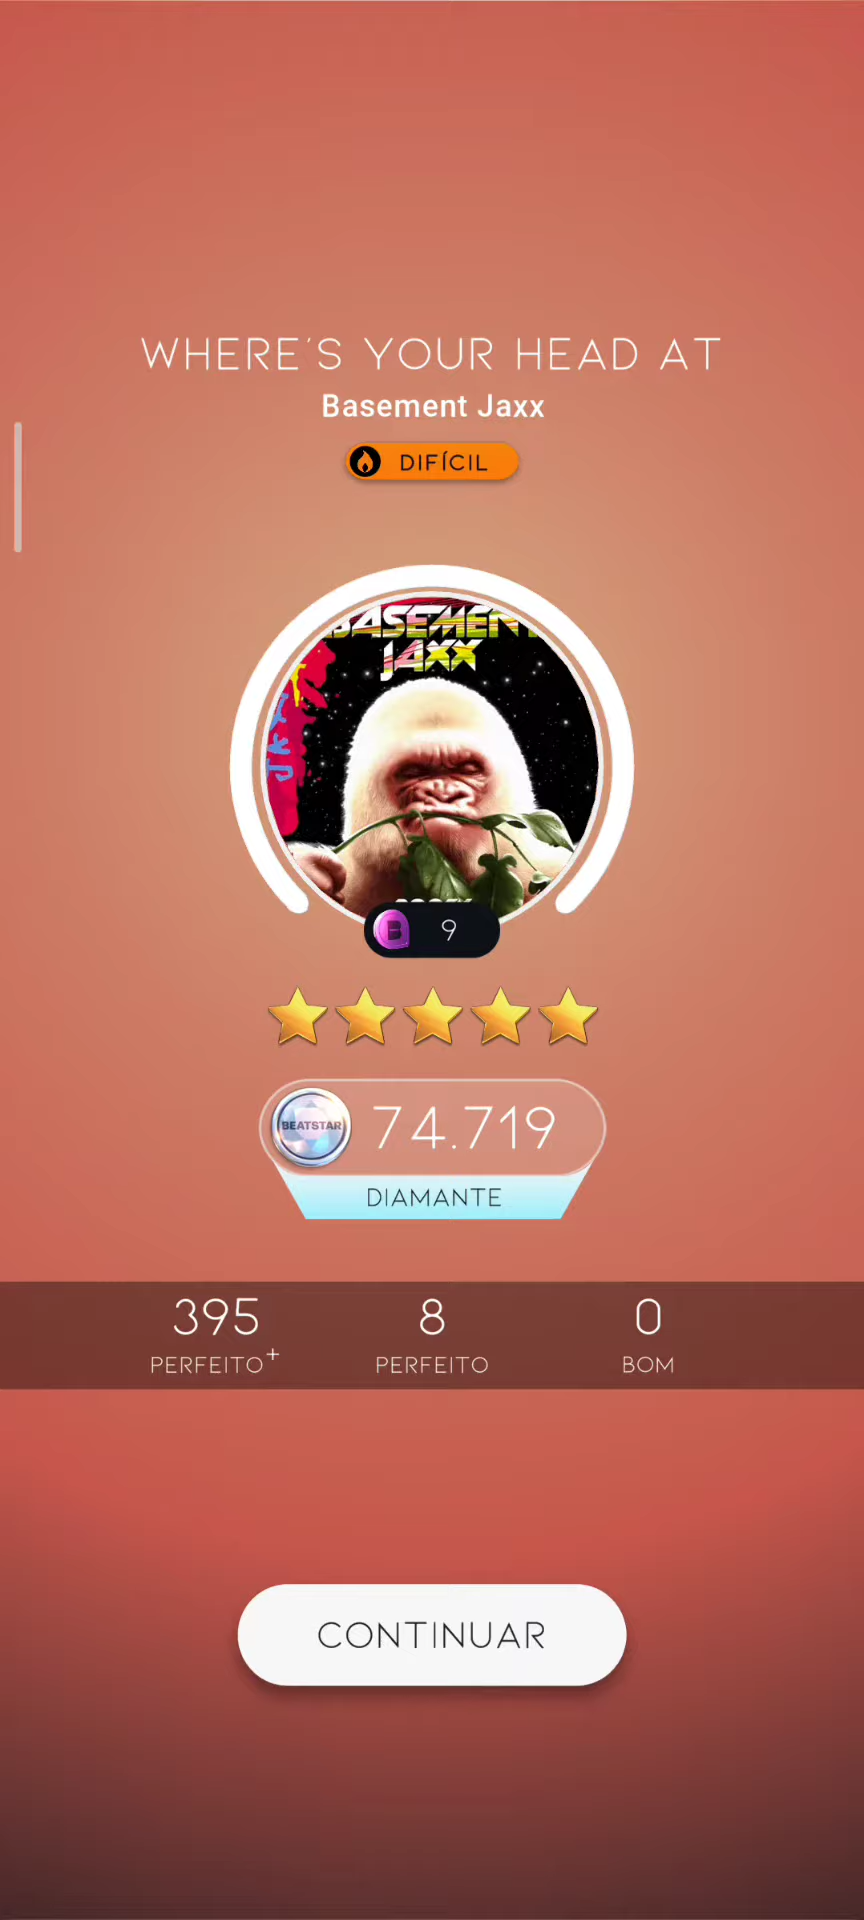 WHERE'S YOUR HEAD AT
Basement Jaxx
DIFÍCIL
BASEMENT
JAXX
JAXX
B 9
BEATSTAR 74.719
DIAMANTE
395 8 0
PERFEITO+ PERFEITO BOM
CONTINUAR